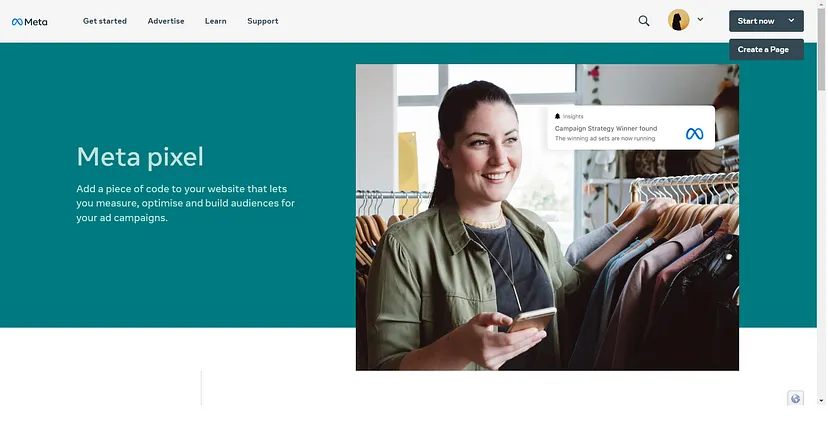 Meta
Get started
Advertise
Learn
Support
Start now
Create a Page
Insights
Campaign Strategy Winner found
The winning ad sets are now running
Meta pixel
Add a piece of code to your website that lets
you measure, optimise and build audiences for
your ad campaigns.